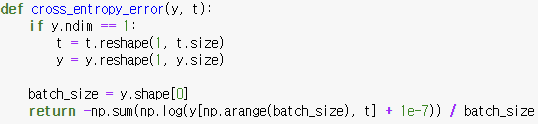 def cross_entropy_error(y, t):
    if y.ndim == 1:
        t = t.reshape(1, t.size)
        y = y.reshape(1, y.size)

    batch_size = y.shape[0]
    return -np.sum(np.log(y[np.arange(batch_size), t] + 1e-7)) / batch_size